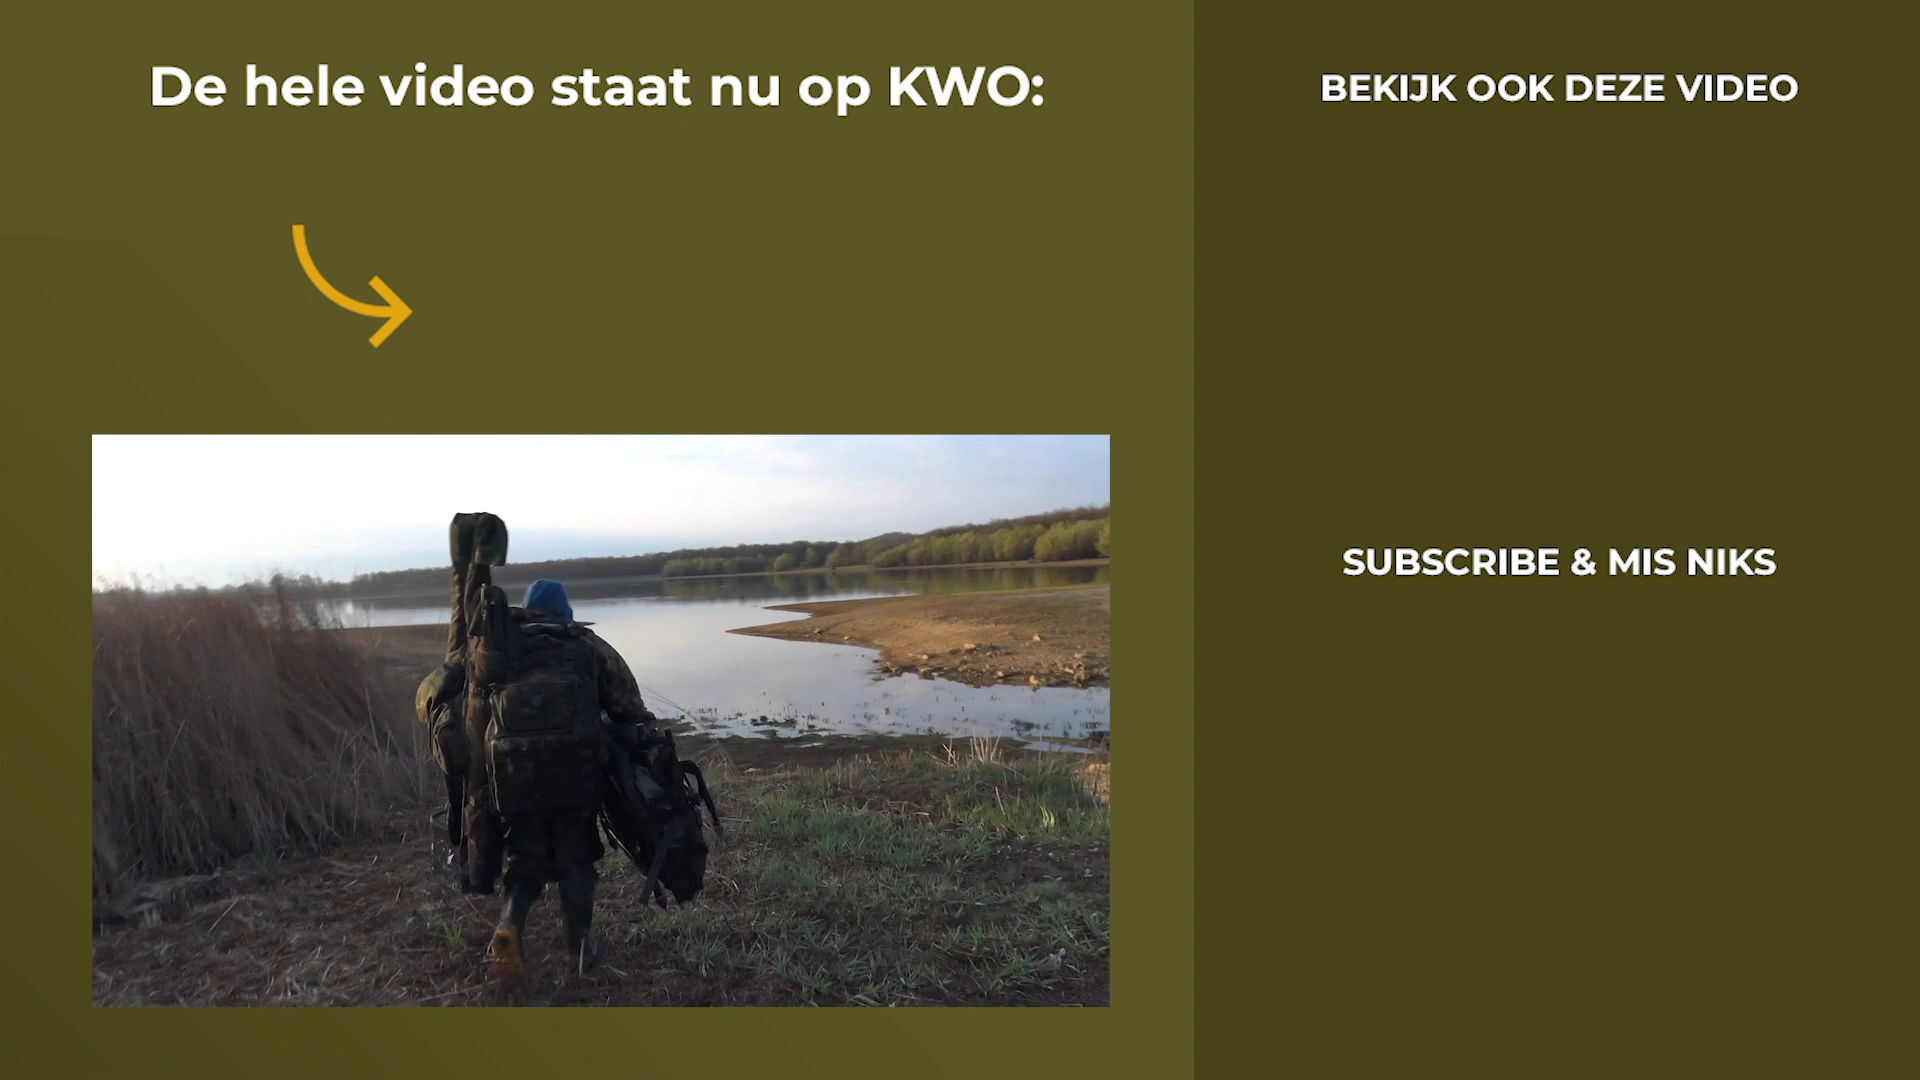 De hele video staat nu op KWO:
BEKIJK OOK DEZE VIDEO
SUBSCRIBE & MIS NIKS